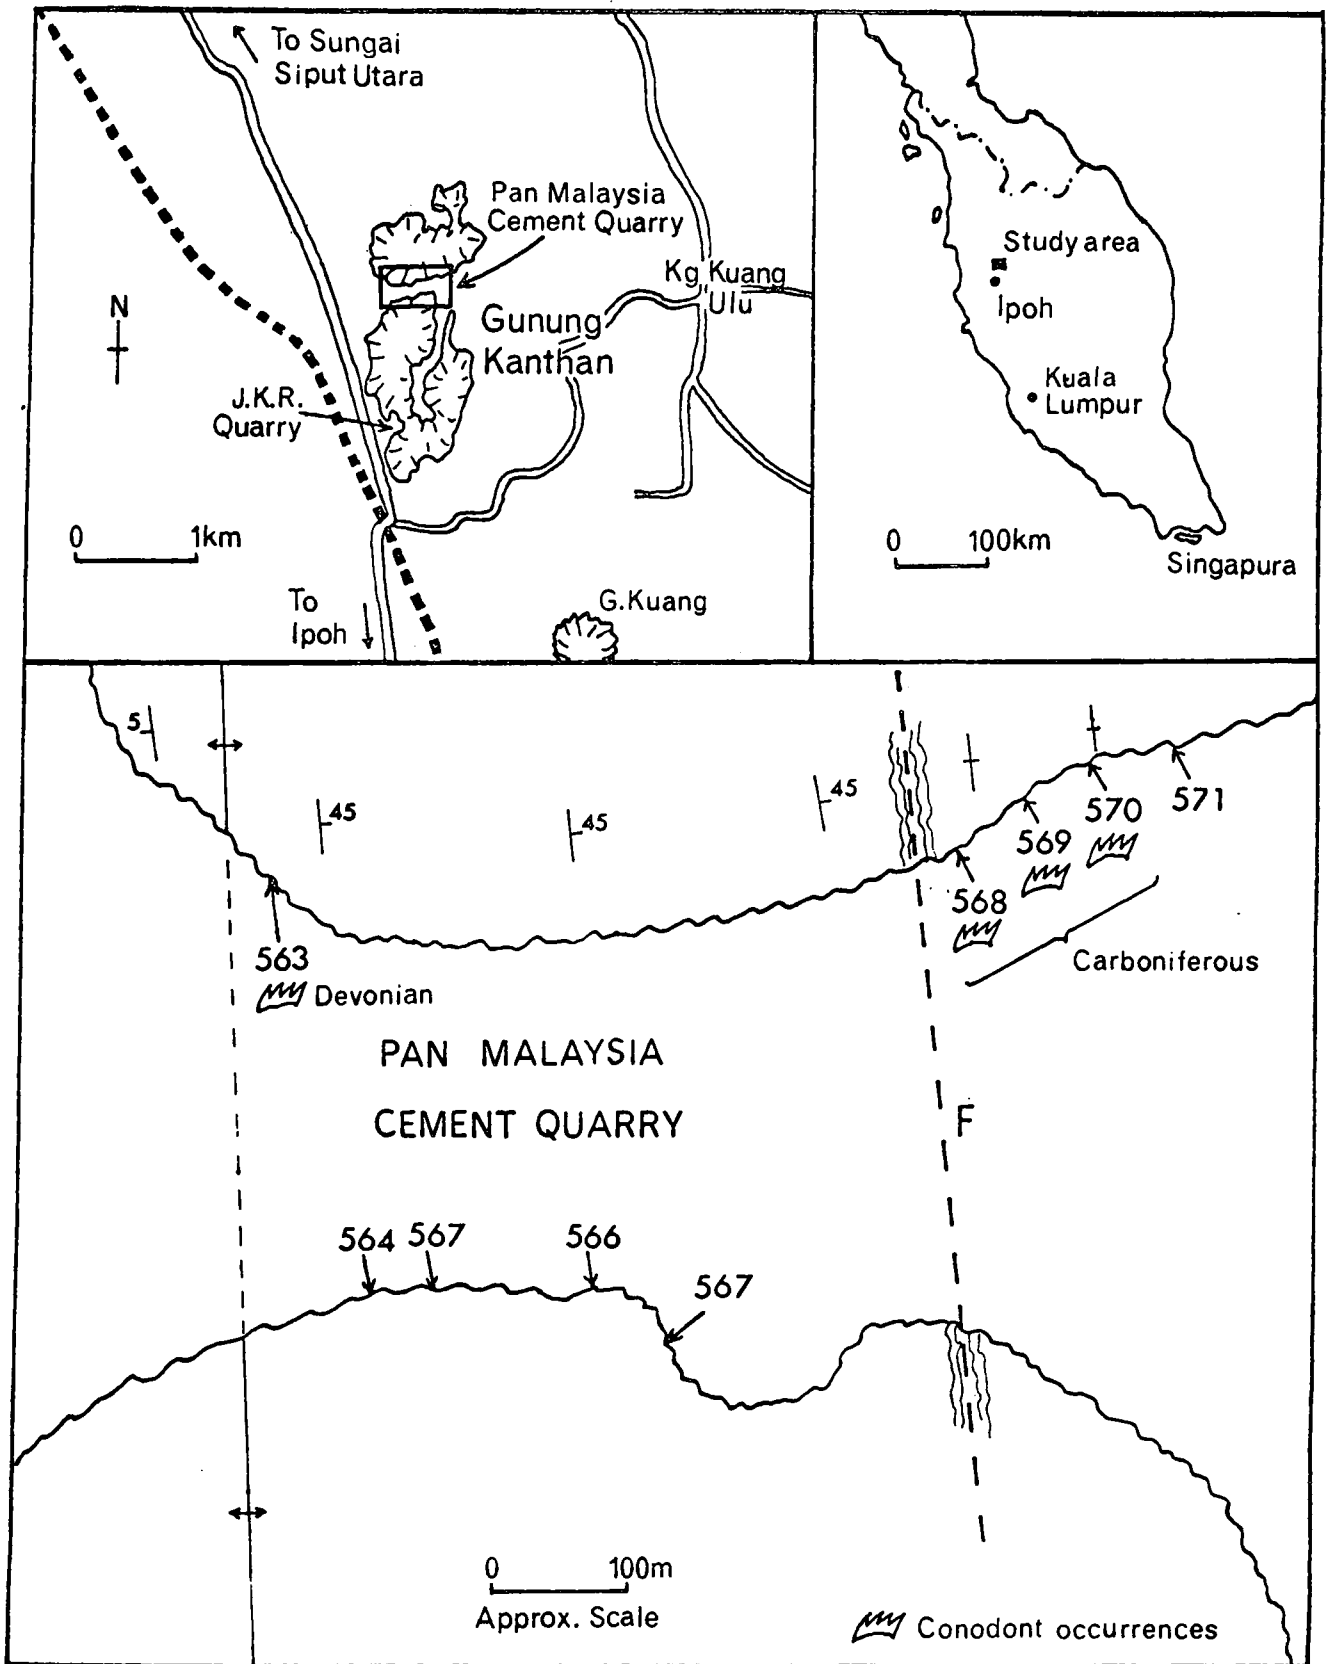 To Sungai
Siput Utara
Pan Malaysia
Cement Quarry
Kg Kuang
Ulu
N
Gunung
Kanthan
J.K.R.
Quarry
0 1km
To
Ipoh
G.Kuang
Study area
Ipoh
Kuala
Lumpur
0 100km
Singapura
5
45
45
45
571
570
569
568
Carboniferous
563
Devonian
PAN MALAYSIA
CEMENT QUARRY
F
564 567 566
567
0 100m
Approx. Scale
Conodont occurrences